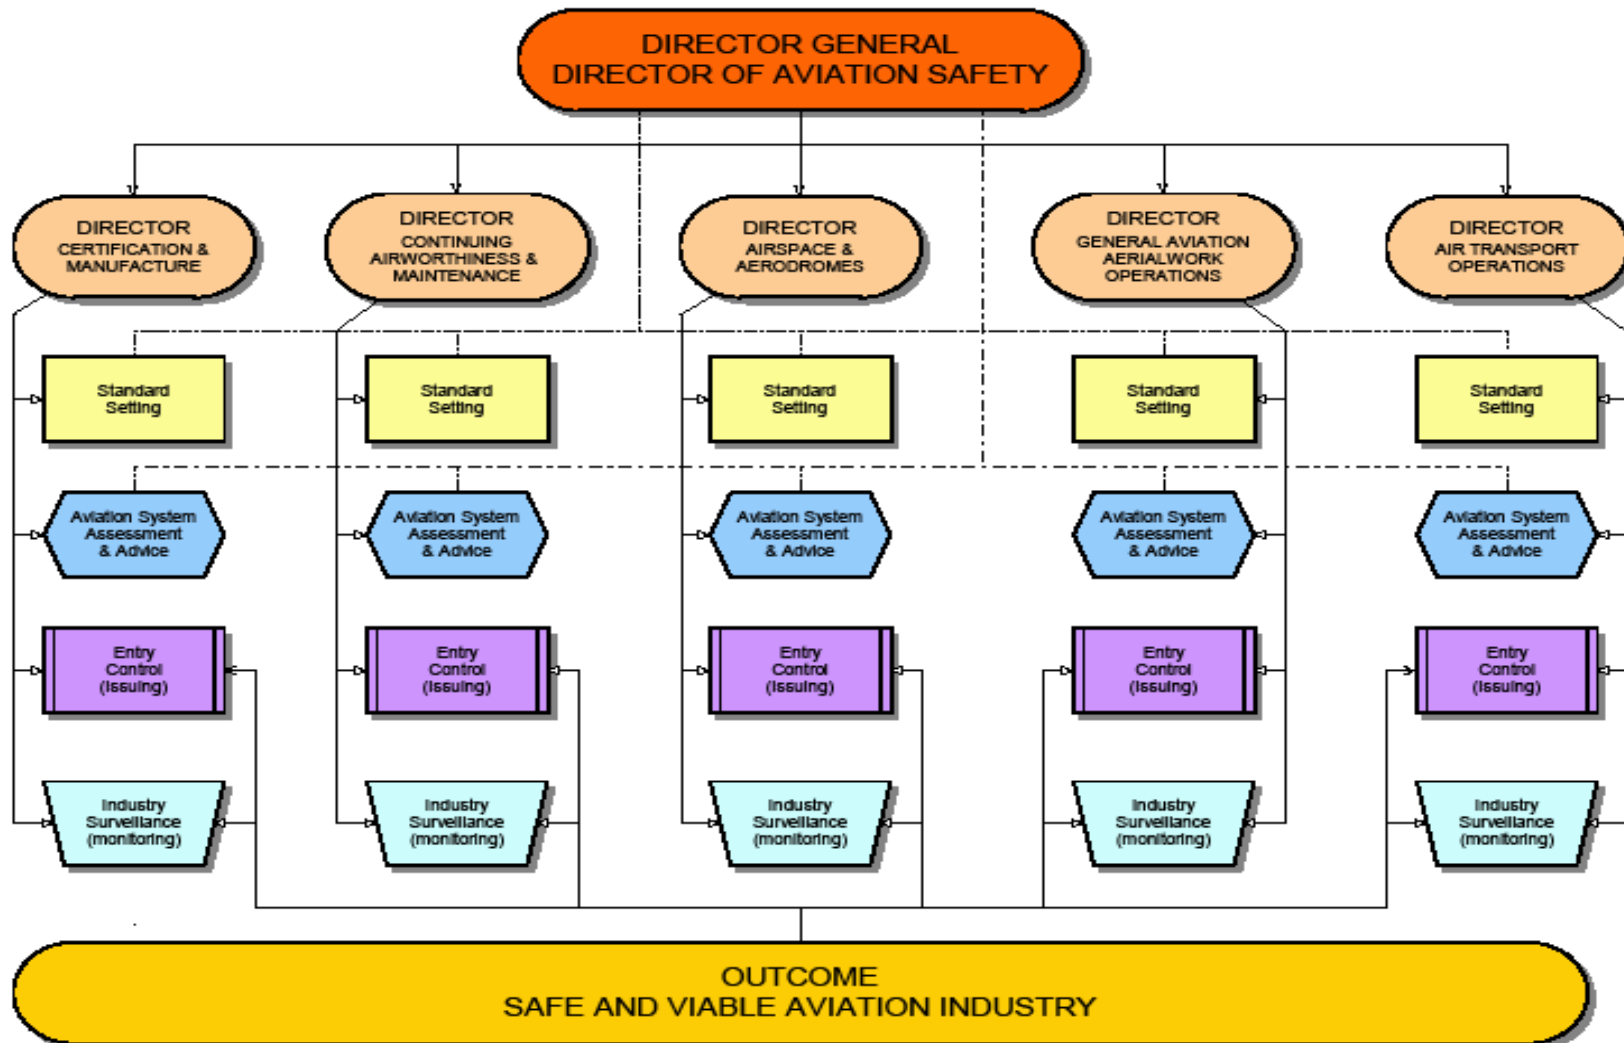 DIRECTOR GENERAL
DIRECTOR OF AVIATION SAFETY
DIRECTOR
CERTIFICATION &
MANUFACTURE
DIRECTOR
CONTINUING
AIRWORTHINESS &
MAINTENANCE
DIRECTOR
AIRSPACE &
AERODROMES
DIRECTOR
GENERAL AVIATION
AERIALWORK
OPERATIONS
DIRECTOR
AIR TRANSPORT
OPERATIONS
Standard
Setting
Standard
Setting
Standard
Setting
Standard
Setting
Standard
Setting
Aviation System
Assessment
& Advice
Aviation System
Assessment
& Advice
Aviation System
Assessment
& Advice
Aviation System
Assessment
& Advice
Aviation System
Assessment
& Advice
Entry
Control
(issuing)
Entry
Control
(issuing)
Entry
Control
(issuing)
Entry
Control
(issuing)
Entry
Control
(issuing)
Industry
Surveillance
(monitoring)
Industry
Surveillance
(monitoring)
Industry
Surveillance
(monitoring)
Industry
Surveillance
(monitoring)
Industry
Surveillance
(monitoring)
OUTCOME
SAFE AND VIABLE AVIATION INDUSTRY